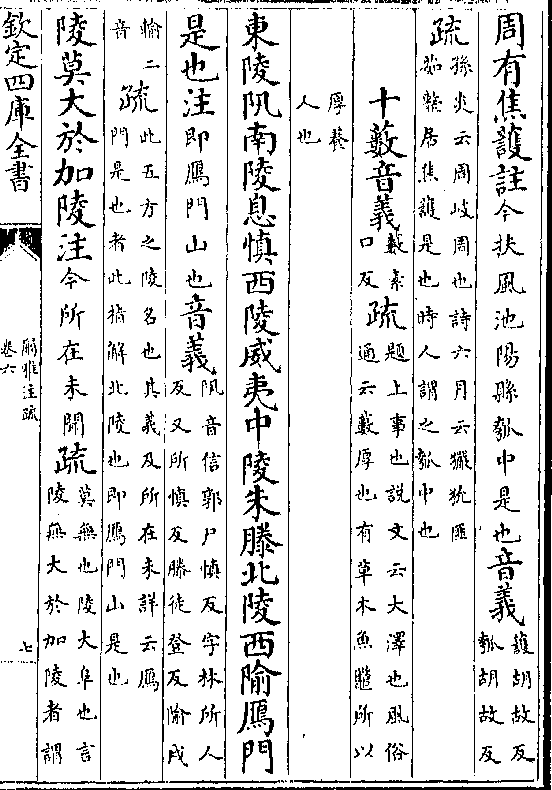 周有焦護註今扶風池陽縣瓠中是也音義護胡故反
瓠胡故反
疏孫炎云周岐周也詩六月云玁狁匪
茹整居焦護是也時人謂之瓠中也
十藪音義藪素
口反疏題上事也説文云大澤也風俗
通云藪厚也有草木魚鼈所以
厚養
人也
東陵阠南陵息慎西陵威夷中陵朱滕北陵西隃鴈門
是也注即鴈門山也音義阠音信郭尸慎反字林所人
反又所慎反滕徒登反隃戍
喻二
音疏此五方之陵名也其義及所在未詳云鴈
門是也者此猶解北陵也即鴈門山是也
陵莫大於加陵注今所在未聞疏莫無也陵大阜也言
陵無大於加陵者謂
欽定四庫全書
爾雅注疏
卷六
七